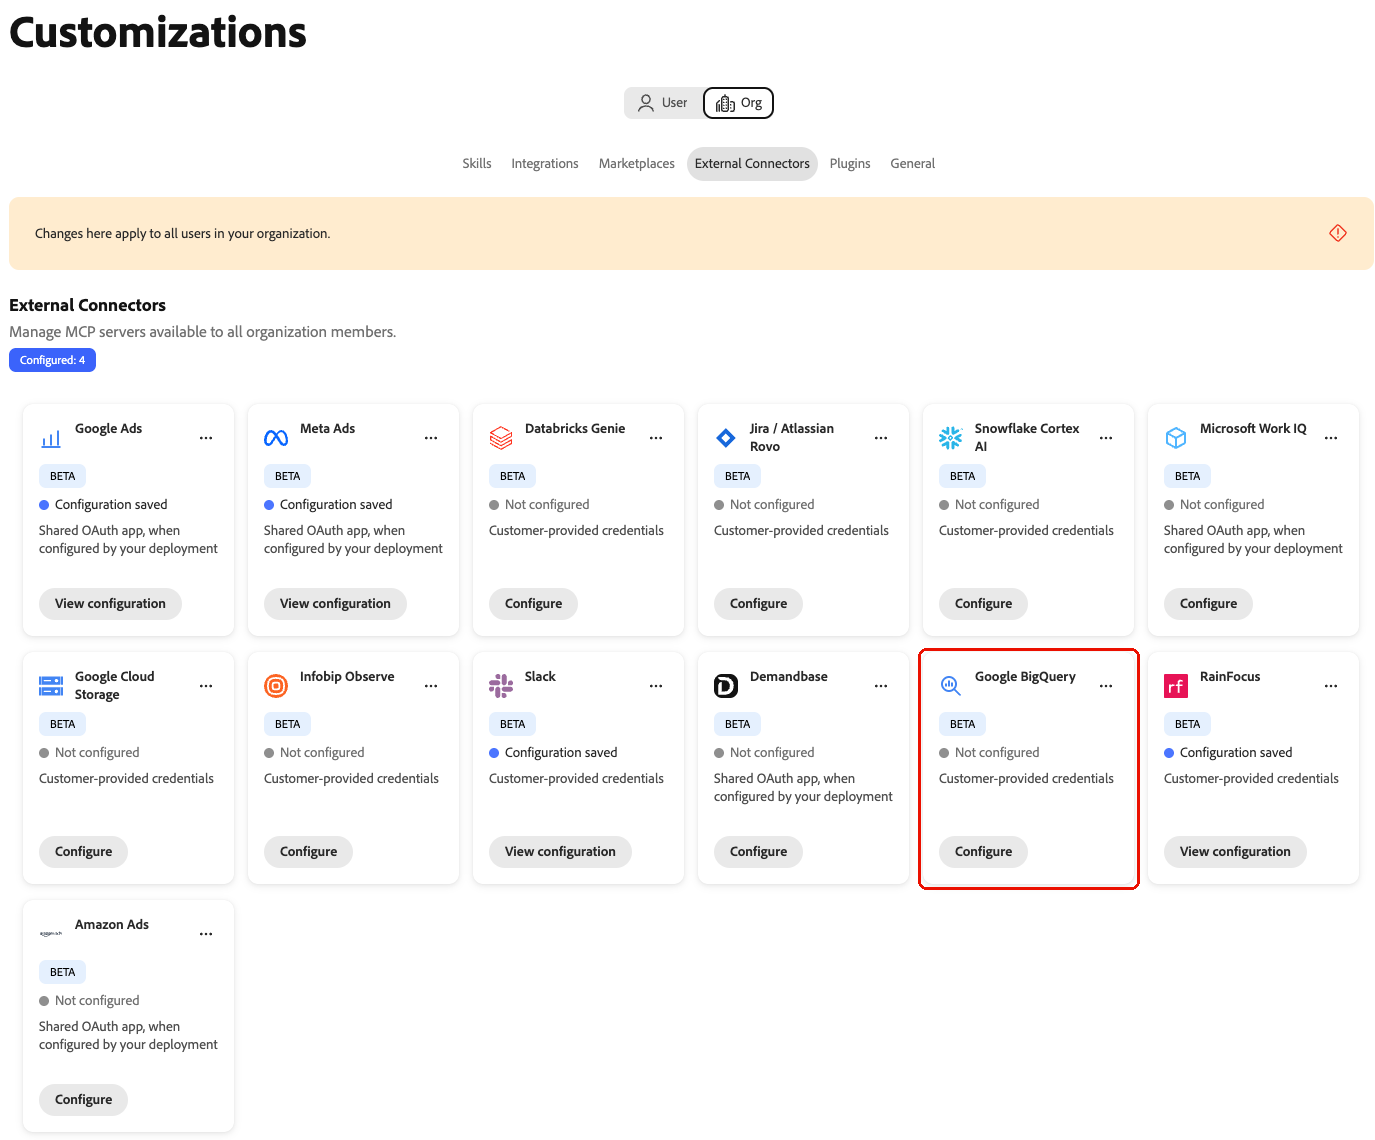 Customizations
User
Org
Skills
Integrations
Marketplaces
External Connectors
Plugins
General
Changes here apply to all users in your organization.
External Connectors
Manage MCP servers available to all organization members.
Configured: 4
Google Ads
BETA
Configuration saved
Shared OAuth app, when
configured by your deployment
View configuration
Meta Ads
BETA
Configuration saved
Shared OAuth app, when
configured by your deployment
View configuration
Databricks Genie
BETA
Not configured
Customer-provided credentials
Configure
Jira / Atlassian
Rovo
BETA
Not configured
Customer-provided credentials
Configure
Snowflake Cortex
AI
BETA
Not configured
Customer-provided credentials
Configure
Microsoft Work IQ
BETA
Not configured
Shared OAuth app, when
configured by your deployment
Configure
Google Cloud
Storage
BETA
Not configured
Customer-provided credentials
Configure
Infobip Observe
BETA
Not configured
Customer-provided credentials
Configure
Slack
BETA
Configuration saved
Customer-provided credentials
View configuration
Demandbase
BETA
Not configured
Shared OAuth app, when
configured by your deployment
Configure
Google BigQuery
BETA
Not configured
Customer-provided credentials
Configure
rf
RainFocus
BETA
Configuration saved
Customer-provided credentials
View configuration
Amazon Ads
BETA
Not configured
Shared OAuth app, when
configured by your deployment
Configure